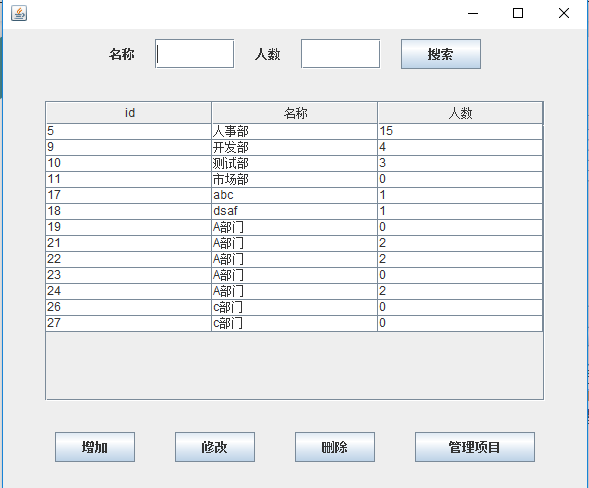 名称 人数 搜索
id 名称 人数
5 人事部 15
9 开发部 4
10 测试部 3
11 市场部 0
17 abc 1
18 dsaf 1
19 A部门 0
21 A部门 2
22 A部门 2
23 A部门 0
24 A部门 2
26 c部门 0
27 c部门 0
增加 修改 删除 管理项目